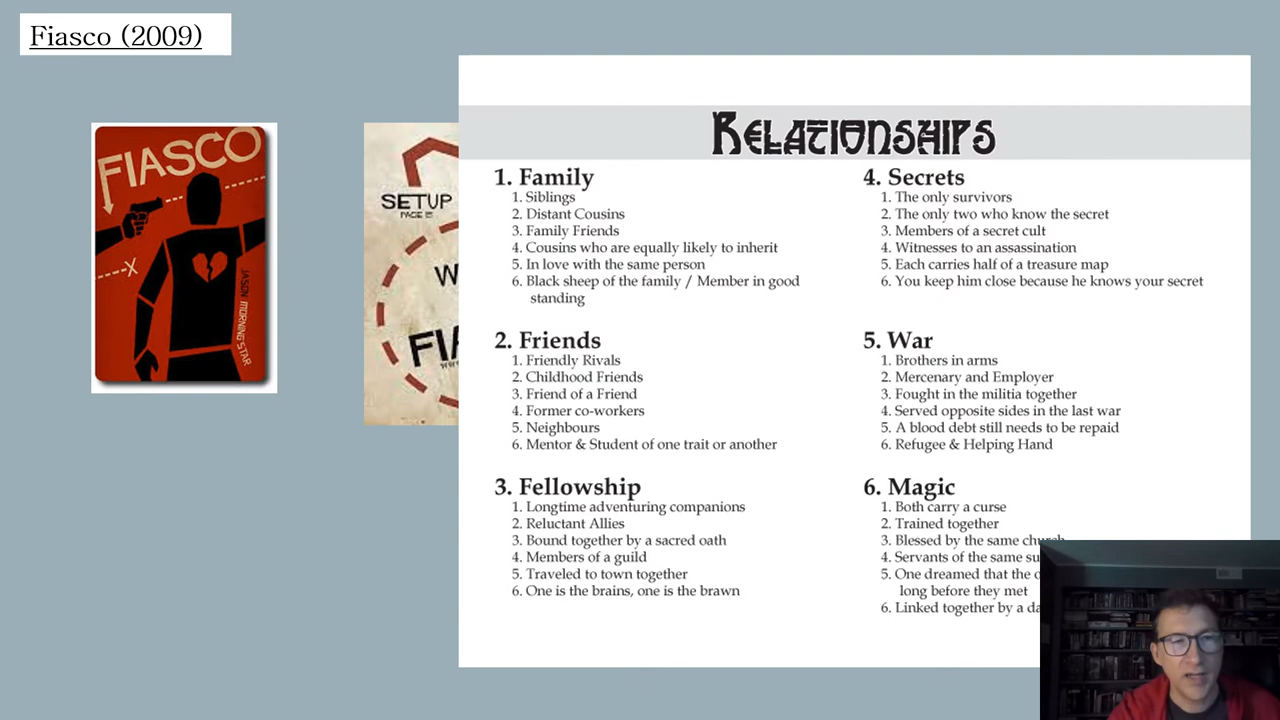 Fiasco (2009)
FIASCO
JASON MORNINGSTAR
SETUP
W
FIA
RELATIONSHIPS
1. Family
1. Siblings
2. Distant Cousins
3. Family Friends
4. Cousins who are equally likely to inherit
5. In love with the same person
6. Black sheep of the family / Member in good
standing
2. Friends
1. Friendly Rivals
2. Childhood Friends
3. Friend of a Friend
4. Former co-workers
5. Neighbours
6. Mentor & Student of one trait or another
3. Fellowship
1. Longtime adventuring companions
2. Reluctant Allies
3. Bound together by a sacred oath
4. Members of a guild
5. Traveled to town together
6. One is the brains, one is the brawn
4. Secrets
1. The only survivors
2. The only two who know the secret
3. Members of a secret cult
4. Witnesses to an assassination
5. Each carries half of a treasure map
6. You keep him close because he knows your secret
5. War
1. Brothers in arms
2. Mercenary and Employer
3. Fought in the militia together
4. Served opposite sides in the last war
5. A blood debt still needs to be repaid
6. Refugee & Helping Hand
6. Magic
1. Both carry a curse
2. Trained together
3. Blessed by the same church
4. Servants of the same su
5. One dreamed that the o
long before they met
6. Linked together by a da